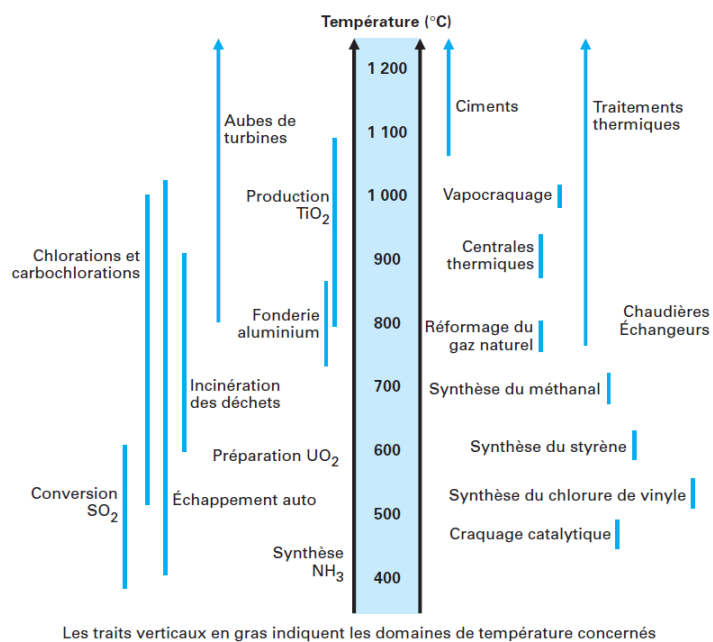 Température (°C)
1 200
1 100
1 000
900
800
700
600
500
400
Aubes de
turbines
Production
TiO2
Chlorations et
carbochlorations
Fonderie
aluminium
Incinération
des déchets
Préparation UO2
Conversion
SO2
Échappement auto
Synthèse
NH3
Ciments
Traitements
thermiques
Vapocraquage
Centrales
thermiques
Chaudières
Échangeurs
Réformage du
gaz naturel
Synthèse du méthanal
Synthèse du styrène
Synthèse du chlorure de vinyle
Craquage catalytique
Les traits verticaux en gras indiquent les domaines de température concernés